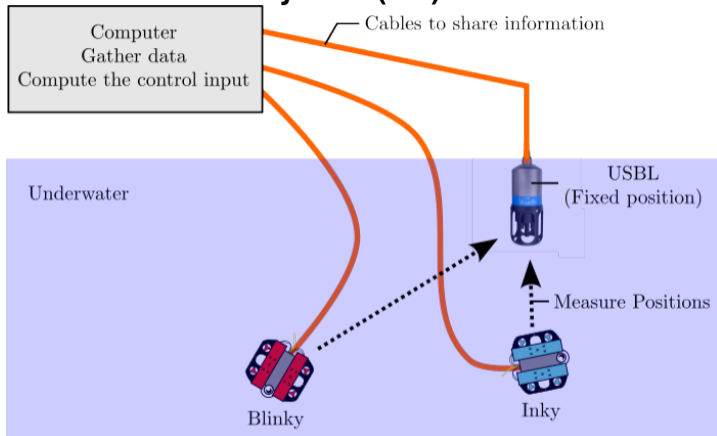 Cables to share information
Computer
Gather data
Compute the control input
USBL
(Fixed position)
Underwater
Measure Positions
Blinky
Inky